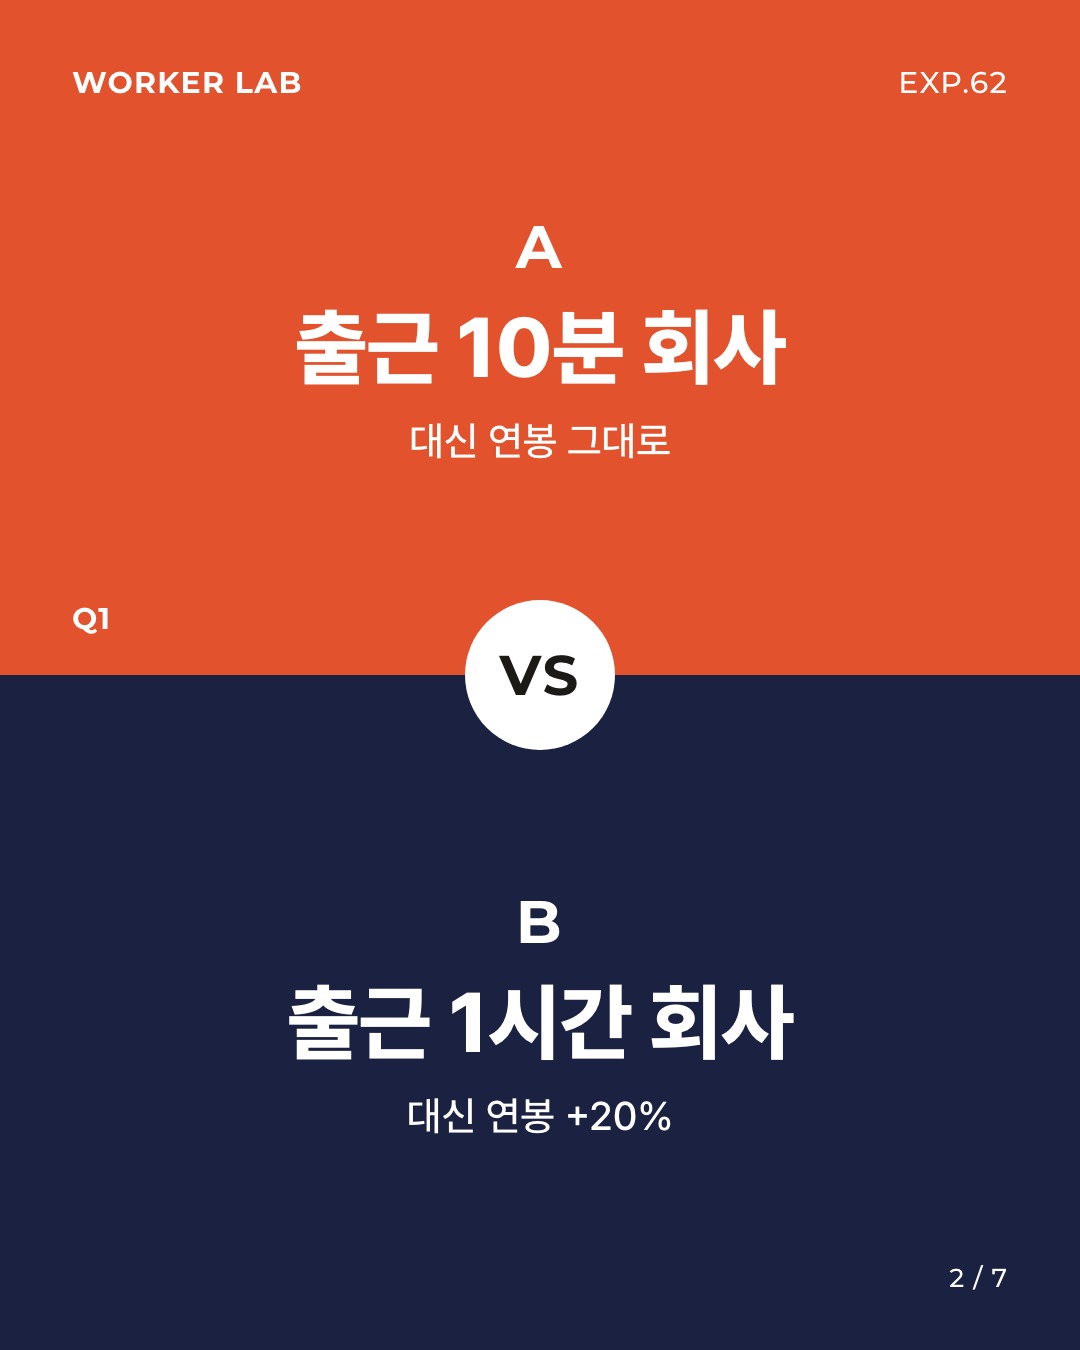 WORKER LAB
EXP.62
A
출근 10분 회사
대신 연봉 그대로
Q1
VS
B
출근 1시간 회사
대신 연봉 +20%
2 / 7